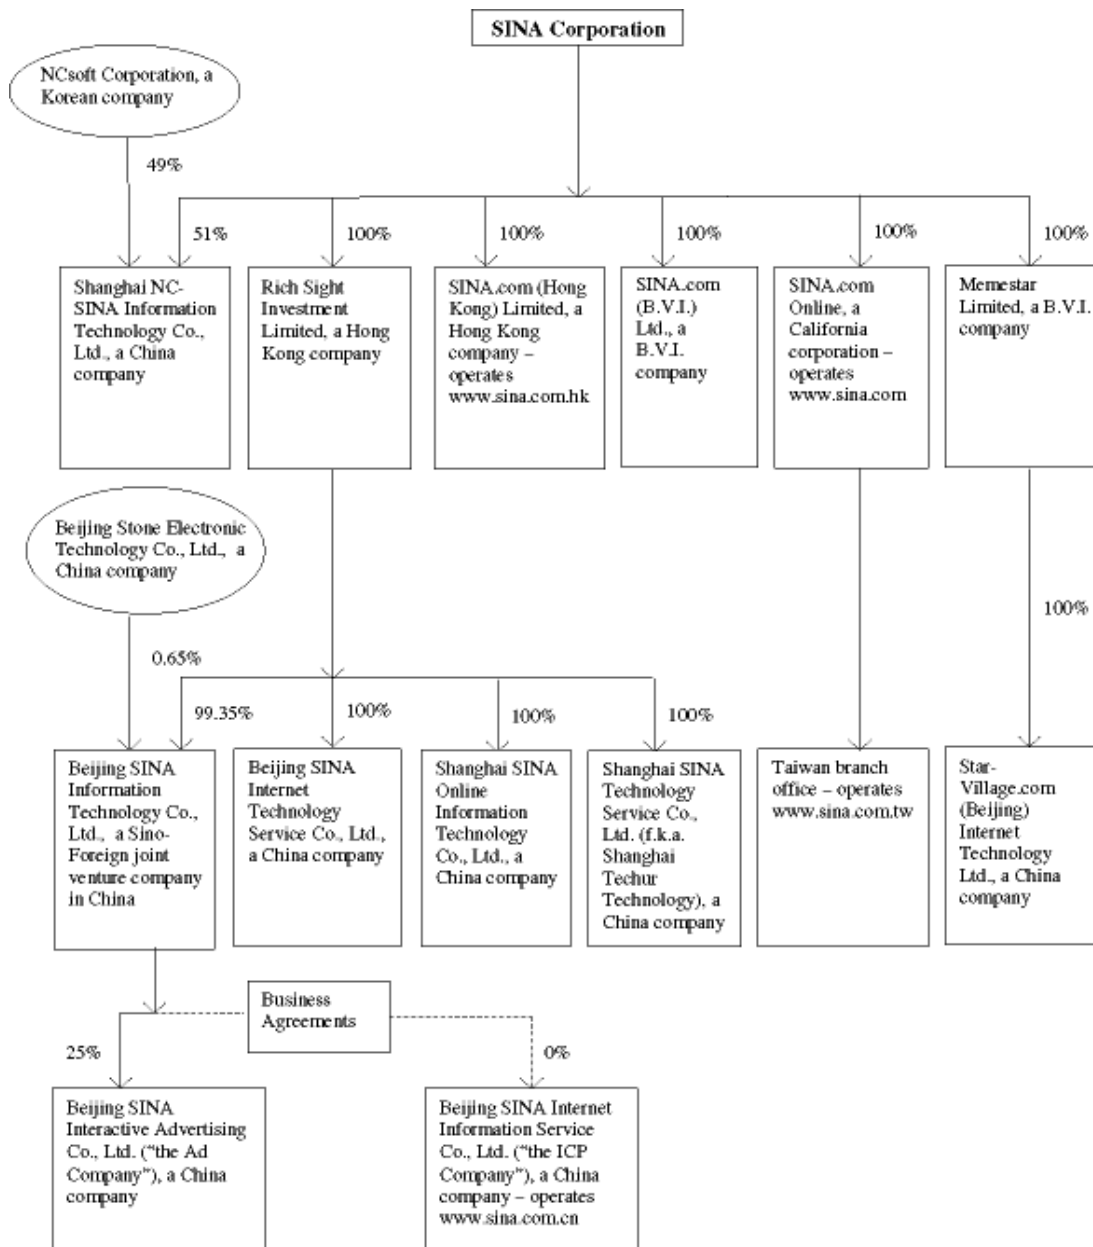 SINA Corporation
NCsoft Corporation, a
Korean company
49%
51%
100%
100%
100%
100%
100%
Shanghai NC-
SINA Information
Technology Co.,
Ltd., a China
company
Rich Sight
Investment
Limited, a Hong
Kong company
SINA.com (Hong
Kong) Limited, a
Hong Kong
company –
operates
www.sina.com.hk
SINA.com
(B.V.I.)
Ltd., a
B.V.I.
company
SINA.com
Online, a
California
corporation –
operates
www.sina.com
Memestar
Limited, a B.V.I.
company
Beijing Stone Electronic
Technology Co., Ltd., a
China company
0.65%
99.35%
100%
100%
100%
100%
Beijing SINA
Information
Technology Co.,
Ltd., a Sino-
Foreign joint
venture company
in China
Beijing SINA
Internet
Technology
Service Co., Ltd.,
a China company
Shanghai SINA
Online
Information
Technology
Co., Ltd., a
China company
Shanghai SINA
Technology
Service Co.,
Ltd. (f.k.a.
Shanghai
Techur
Technology), a
China company
Taiwan branch
office – operates
www.sina.com.tw
Star-
Village.com
(Beijing)
Internet
Technology
Ltd., a China
company
Business
Agreements
25%
0%
Beijing SINA
Interactive Advertising
Co., Ltd. (“the Ad
Company”), a China
company
Beijing SINA Internet
Information Service
Co., Ltd. (“the ICP
Company”), a China
company – operates
www.sina.com.cn